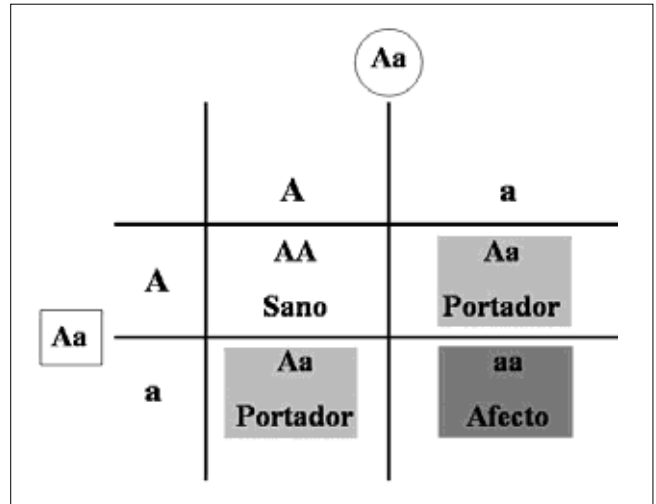 Aa
A a
A AA Aa
Sano Portador
Aa
a Aa aa
Portador Afecto